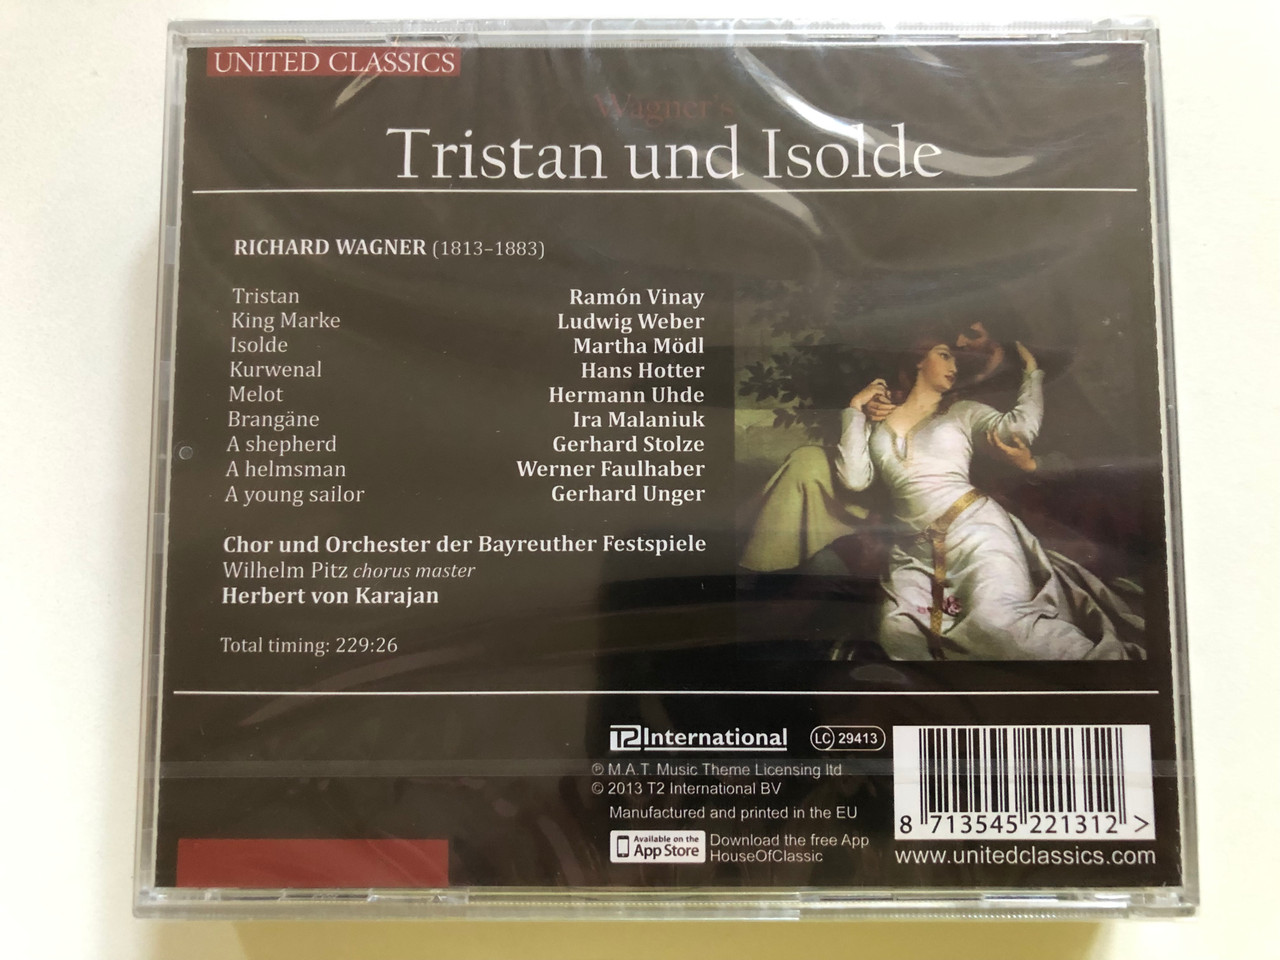 UNITED CLASSICS
Wagner's
Tristan und Isolde
RICHARD WAGNER (1813–1883)
Tristan Ramón Vinay
King Marke Ludwig Weber
Isolde Martha Mödl
Kurwenal Hans Hotter
Melot Hermann Uhde
Brangäne Ira Malaniuk
A shepherd Gerhard Stolze
A helmsman Werner Faulhaber
A young sailor Gerhard Unger
Chor und Orchester der Bayreuther Festspiele
Wilhelm Pitz chorus master
Herbert von Karajan
Total timing: 229:26
T2 International LC 29413
℗ M.A.T. Music Theme Licensing ltd
© 2013 T2 International BV
Manufactured and printed in the EU
Available on the
App Store
Download the free App
HouseOfClassic
8 713545 221312 >
www.unitedclassics.com